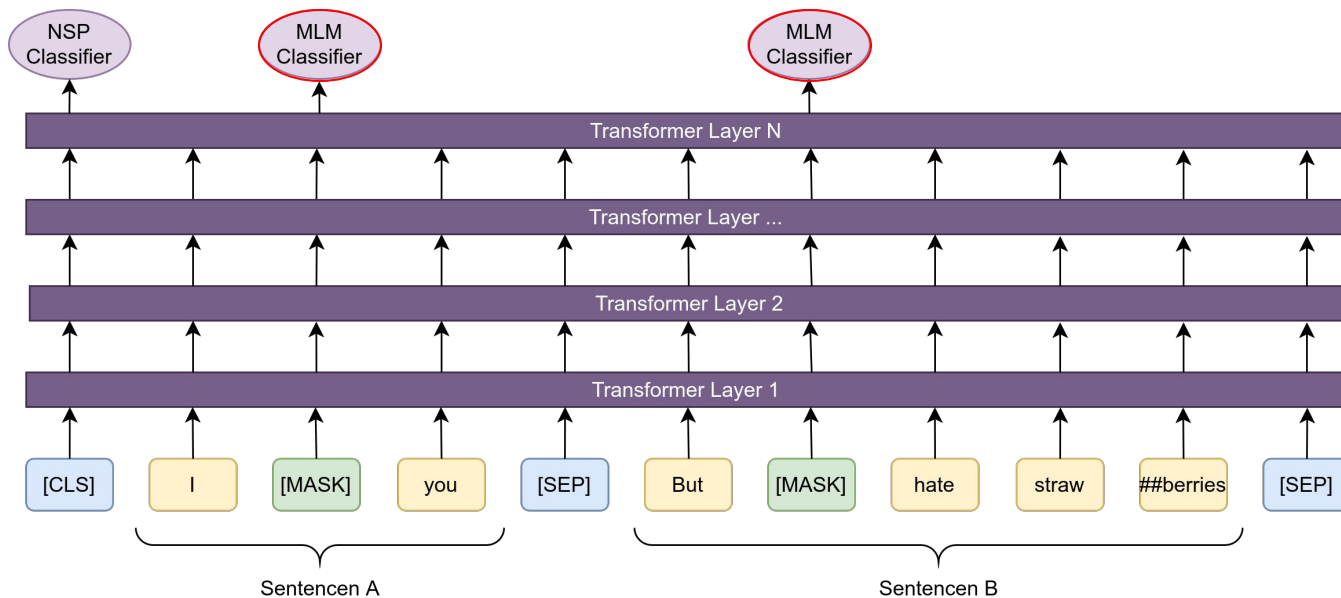 NSP
Classifier
MLM
Classifier
MLM
Classifier
Transformer Layer N
Transformer Layer ...
Transformer Layer 2
Transformer Layer 1
[CLS]
I
[MASK]
you
[SEP]
But
[MASK]
hate
straw
##berries
[SEP]
Sentencen A
Sentencen B